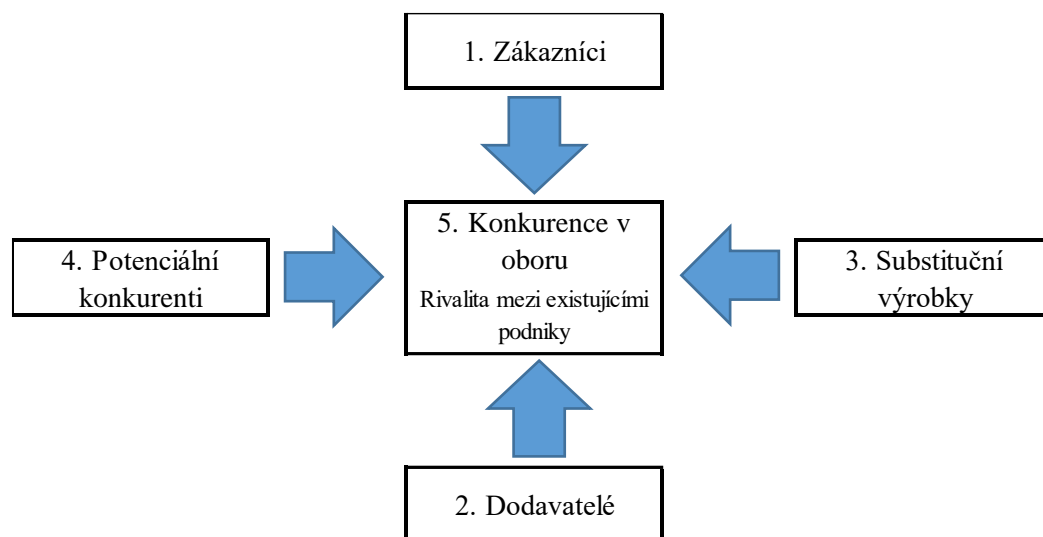 1. Zákazníci
5. Konkurence v
oboru
Rivalita mezi existujícími
podniky
4. Potenciální
konkurenti
3. Substituční
výrobky
2. Dodavatelé